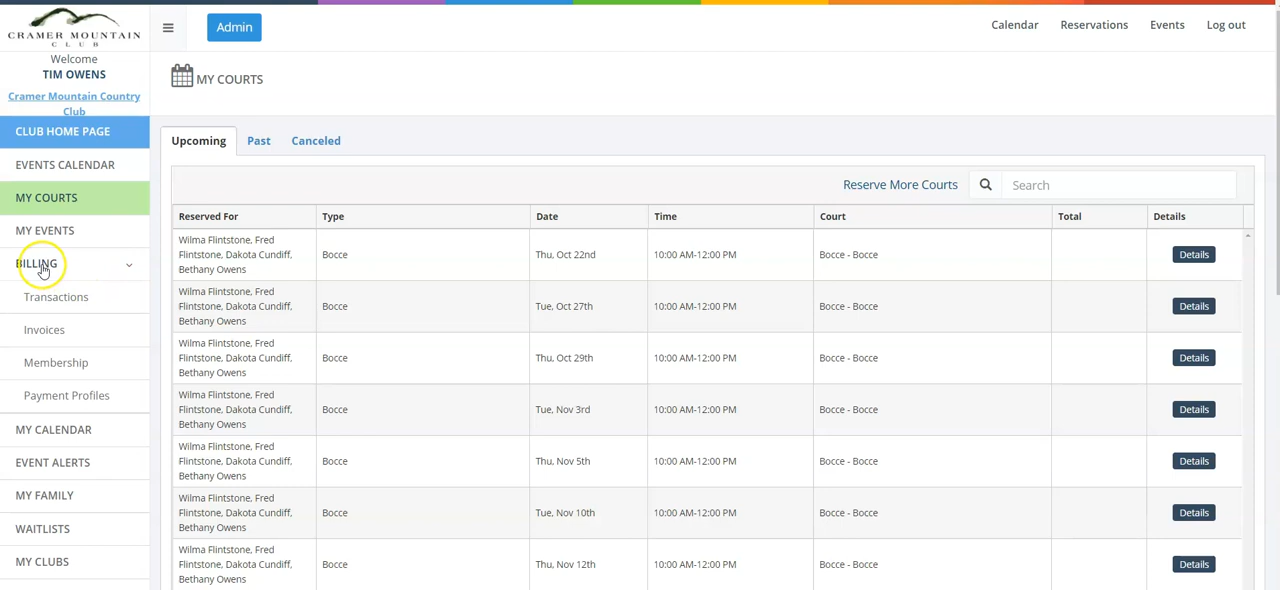 CRAMER MOUNTAIN
CLUB
Welcome
TIM OWENS
Cramer Mountain Country
Club
CLUB HOME PAGE
EVENTS CALENDAR
MY COURTS
MY EVENTS
BILLING
Transactions
Invoices
Membership
Payment Profiles
MY CALENDAR
EVENT ALERTS
MY FAMILY
WAITLISTS
MY CLUBS
Admin
Calendar Reservations Events Log out
MY COURTS
Upcoming Past Canceled
Reserve More Courts Search
Reserved For Type Date Time Court Total Details
Wilma Flintstone, Fred
Flintstone, Dakota Cundiff, Bocce Thu, Oct 22nd 10:00 AM-12:00 PM Bocce - Bocce Details
Bethany Owens
Wilma Flintstone, Fred
Flintstone, Dakota Cundiff, Bocce Tue, Oct 27th 10:00 AM-12:00 PM Bocce - Bocce Details
Bethany Owens
Wilma Flintstone, Fred
Flintstone, Dakota Cundiff, Bocce Thu, Oct 29th 10:00 AM-12:00 PM Bocce - Bocce Details
Bethany Owens
Wilma Flintstone, Fred
Flintstone, Dakota Cundiff, Bocce Tue, Nov 3rd 10:00 AM-12:00 PM Bocce - Bocce Details
Bethany Owens
Wilma Flintstone, Fred
Flintstone, Dakota Cundiff, Bocce Thu, Nov 5th 10:00 AM-12:00 PM Bocce - Bocce Details
Bethany Owens
Wilma Flintstone, Fred
Flintstone, Dakota Cundiff, Bocce Tue, Nov 10th 10:00 AM-12:00 PM Bocce - Bocce Details
Bethany Owens
Wilma Flintstone, Fred
Flintstone, Dakota Cundiff, Bocce Thu, Nov 12th 10:00 AM-12:00 PM Bocce - Bocce Details
Bethany Owens